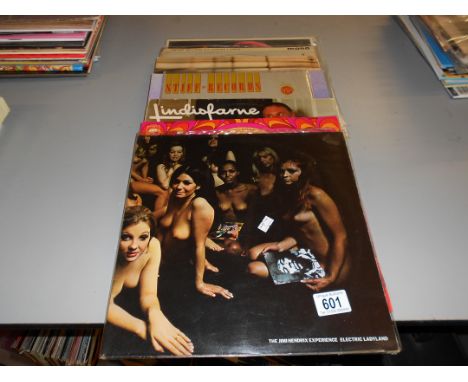 STIFF RECORDS
Lindisfarne
601
THE JIMI HENDRIX EXPERIENCE ELECTRIC LADYLAND